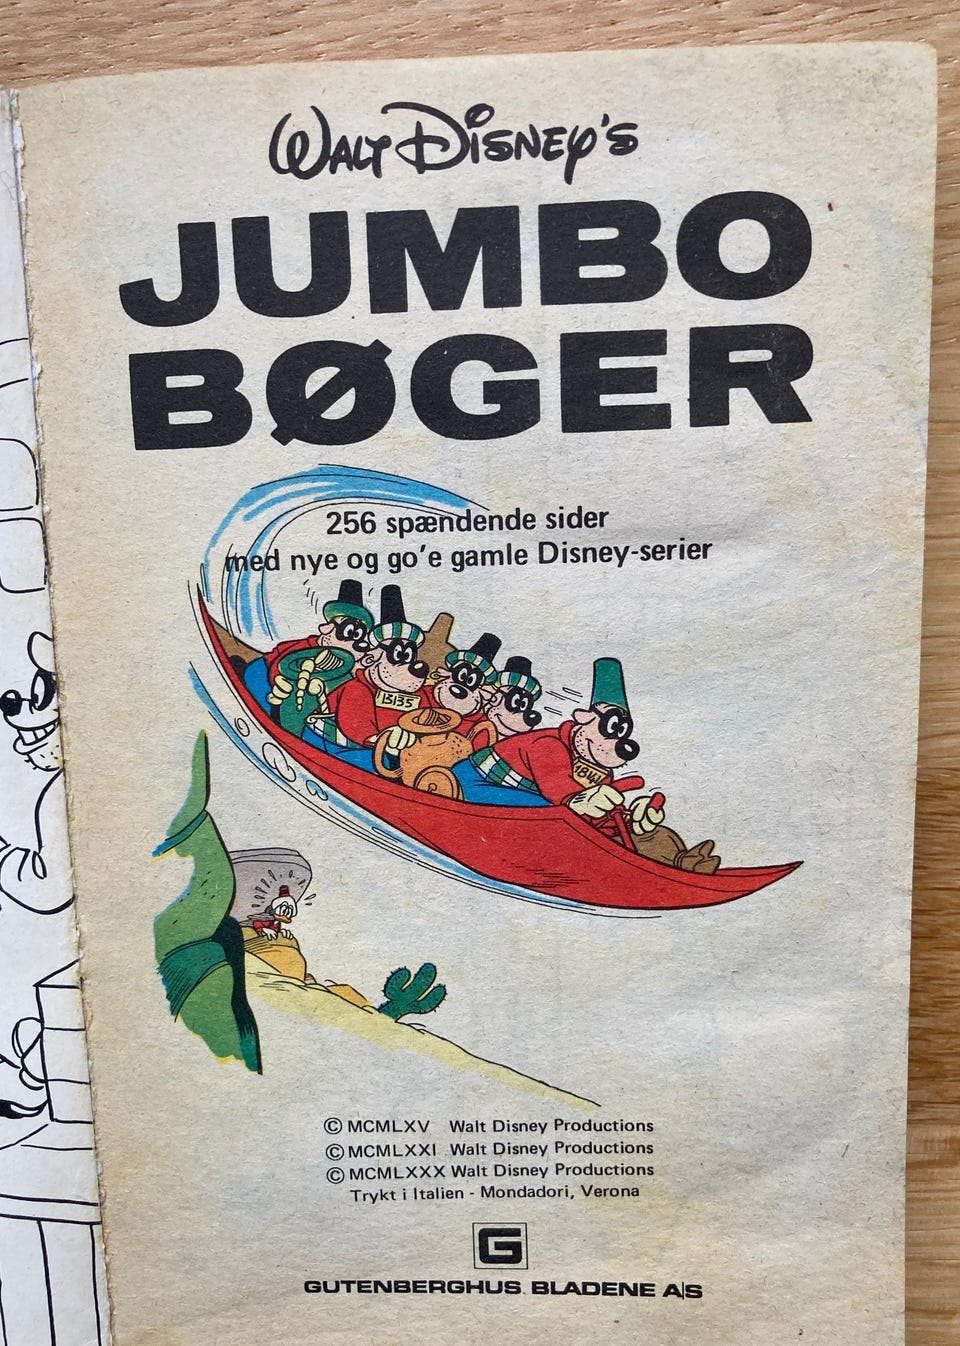 WALT DISNEY'S
JUMBO
BØGER
256 spændende sider
med nye og go'e gamle Disney-serier
© MCMLXV Walt Disney Productions
© MCMLXXI Walt Disney Productions
© MCMLXXX Walt Disney Productions
Trykt i Italien - Mondadori, Verona
G
GUTENBERGHUS BLADENE A/S